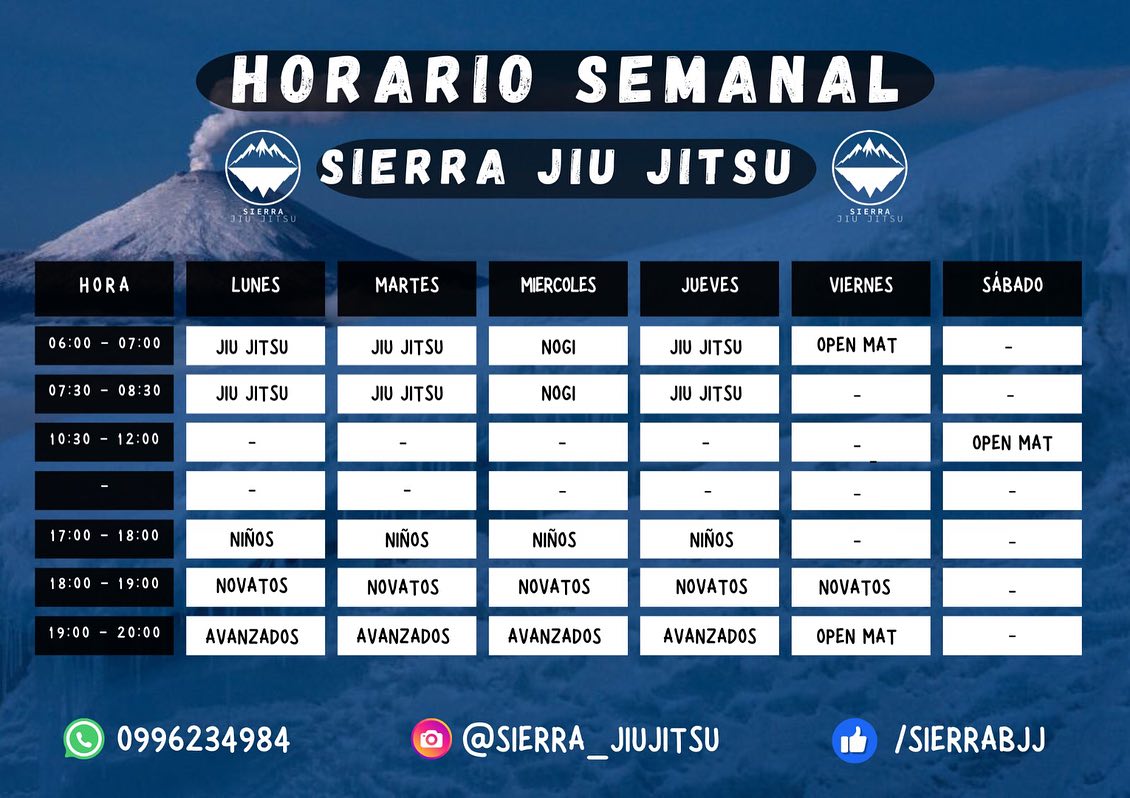 HORARIO SEMANAL
SIERRA JIU JITSU
SIERRA
JIU JITSU
SIERRA
JIU JITSU
HORA LUNES MARTES MIERCOLES JUEVES VIERNES SÁBADO
06:00 - 07:00 JIU JITSU JIU JITSU NOGI JIU JITSU OPEN MAT -
07:30 - 08:30 JIU JITSU JIU JITSU NOGI JIU JITSU - -
10:30 - 12:00 - - - - - OPEN MAT
- - - - - - -
17:00 - 18:00 NIÑOS NIÑOS NIÑOS NIÑOS - -
18:00 - 19:00 NOVATOS NOVATOS NOVATOS NOVATOS NOVATOS -
19:00 - 20:00 AVANZADOS AVANZADOS AVANZADOS AVANZADOS OPEN MAT -
0996234984 @SIERRA_JIUJITSU /SIERRABJJ